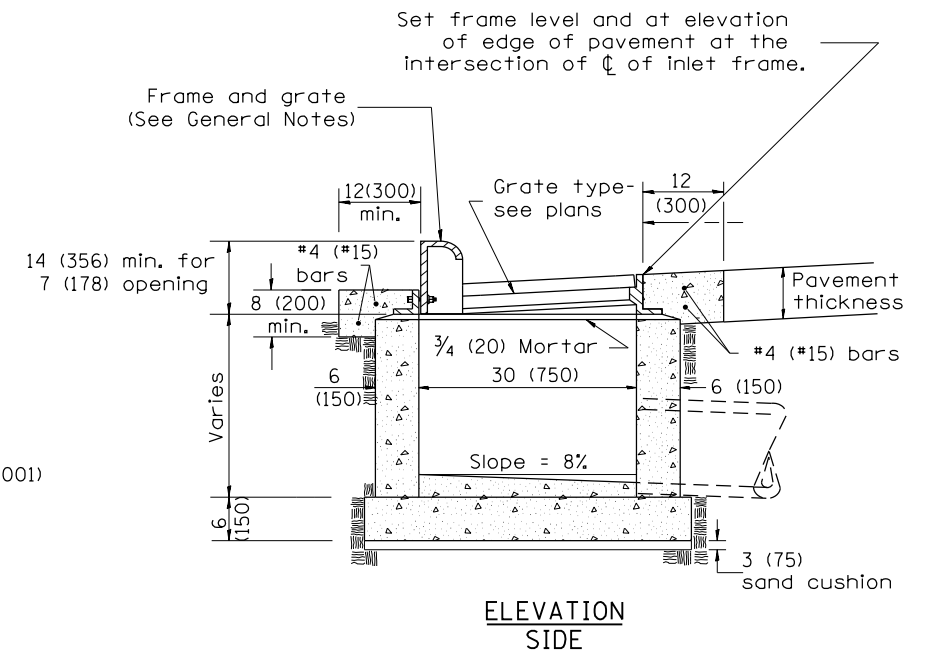 Set frame level and at elevation
of edge of pavement at the
intersection of ℄ of inlet frame.
Frame and grate
(See General Notes)
12(300)
min.
Grate type-
see plans
12
(300)
14 (356) min. for
7 (178) opening
#4 (#15)
bars
8 (200)
min.
Pavement
thickness
3/4 (20) Mortar
#4 (#15) bars
6
(150)
30 (750)
6 (150)
Varies
Slope = 8%
001)
6
(150)
3 (75)
sand cushion
ELEVATION
SIDE